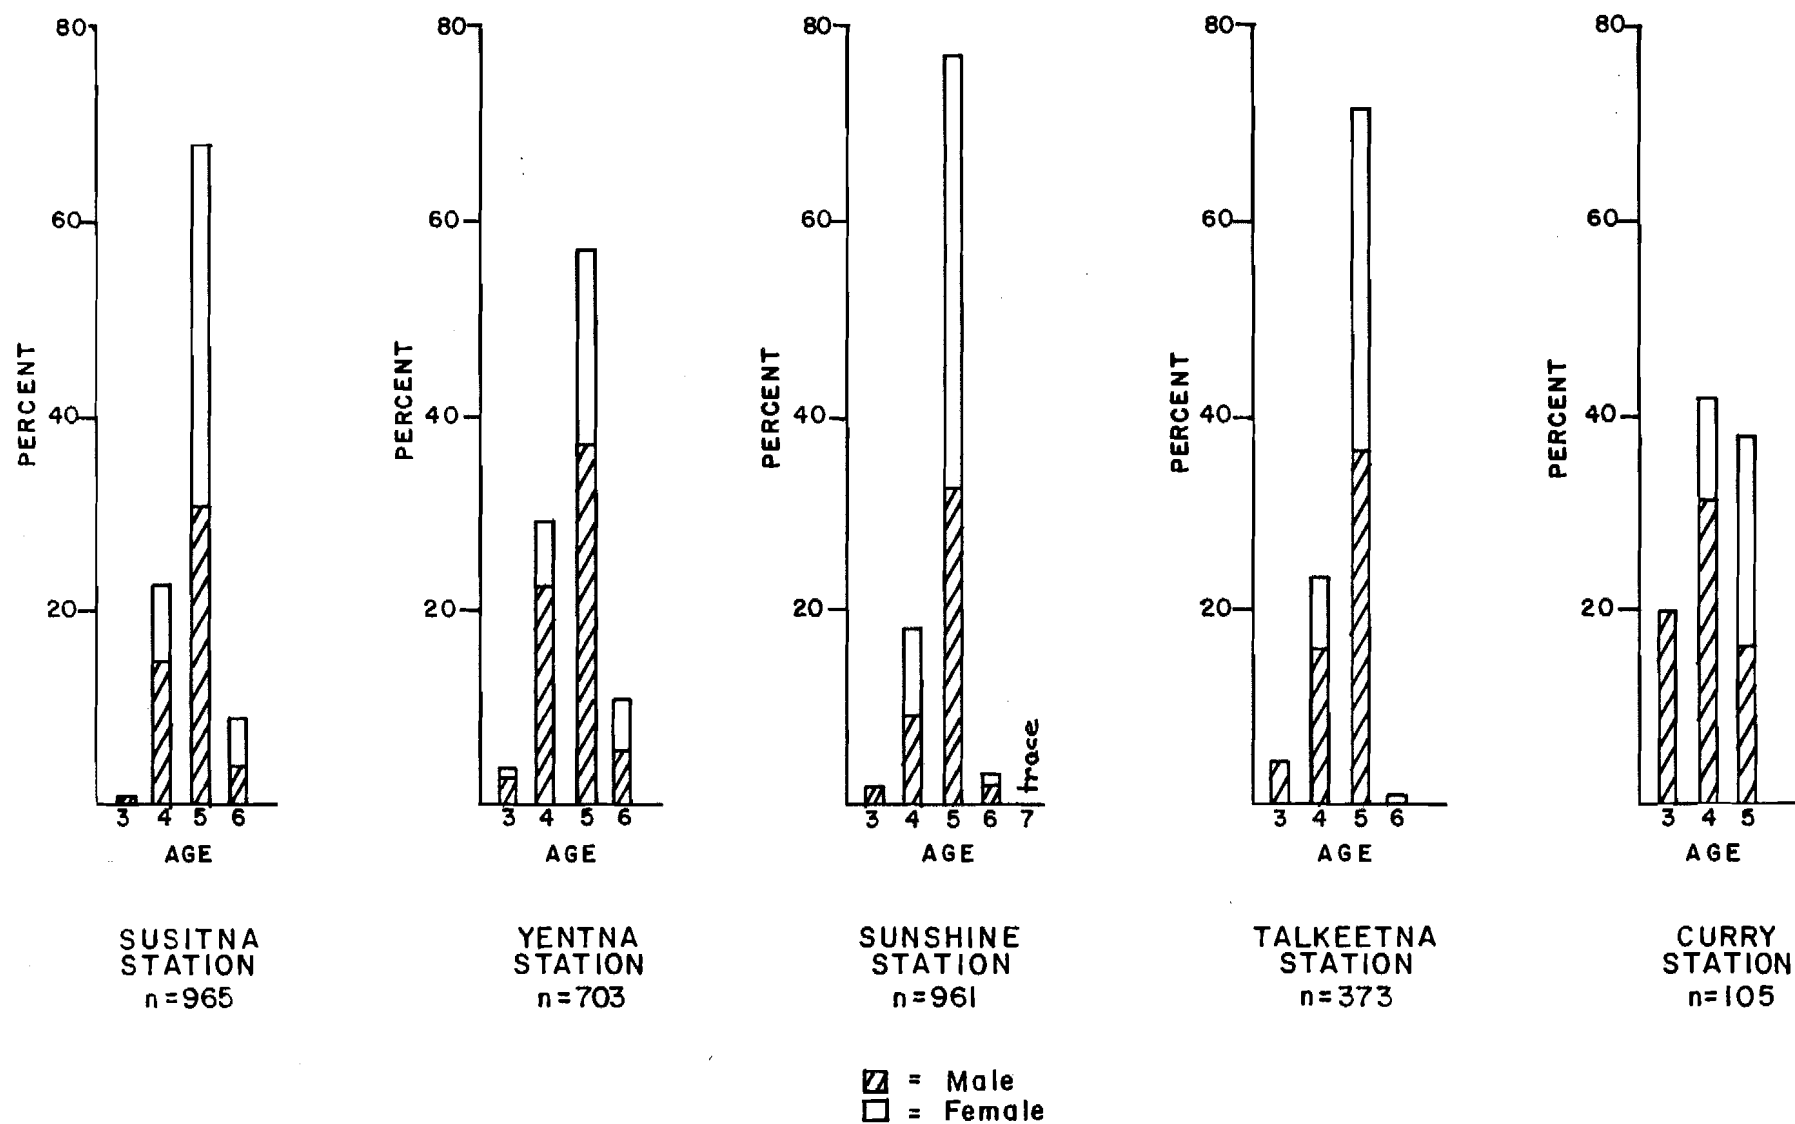 80
60
40
20
PERCENT
3 4 5 6
AGE
SUSITNA
STATION
n=965
80
60
40
20
PERCENT
3 4 5 6
AGE
YENTNA
STATION
n=703
80
60
40
20
PERCENT
trace
3 4 5 6 7
AGE
SUNSHINE
STATION
n=961
80
60
40
20
PERCENT
3 4 5 6
AGE
TALKEETNA
STATION
n=373
80
60
40
20
PERCENT
3 4 5
AGE
CURRY
STATION
n=105
= Male
= Female